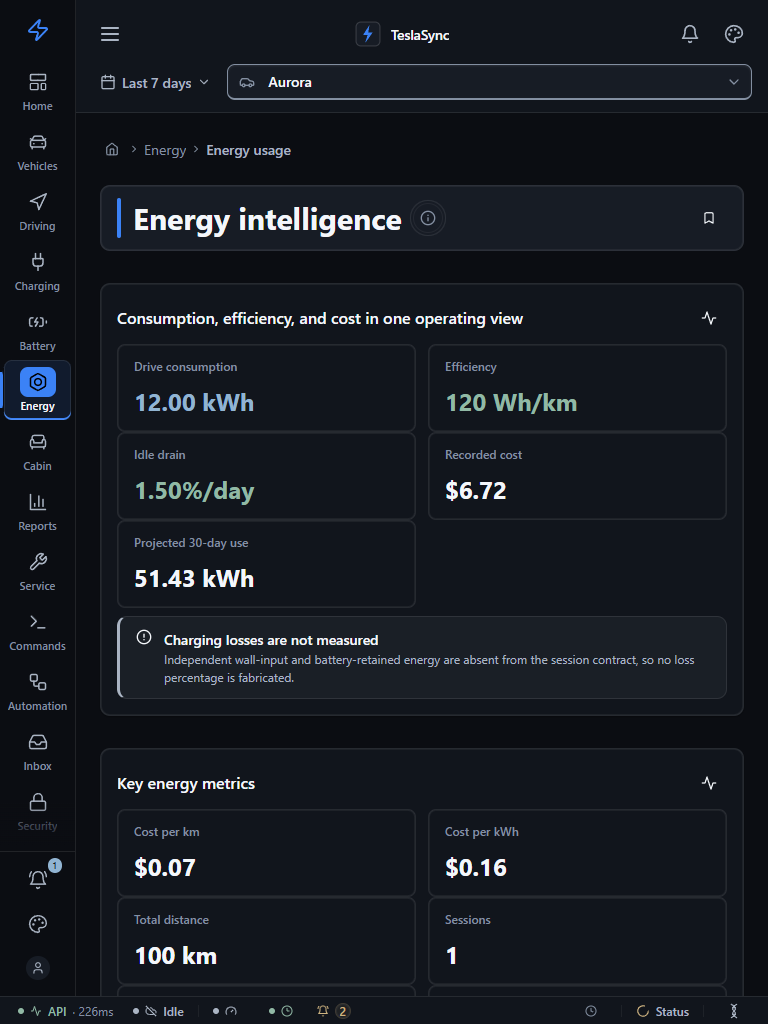 TeslaSync
Last 7 days
Aurora
Home
Vehicles
Driving
Charging
Battery
Energy
Cabin
Reports
Service
Commands
Automation
Inbox
Security
1
Energy
Energy usage
Energy intelligence
Consumption, efficiency, and cost in one operating view
Drive consumption
12.00 kWh
Efficiency
120 Wh/km
Idle drain
1.50%/day
Recorded cost
$6.72
Projected 30-day use
51.43 kWh
Charging losses are not measured
Independent wall-input and battery-retained energy are absent from the session contract, so no loss
percentage is fabricated.
Key energy metrics
Cost per km
$0.07
Cost per kWh
$0.16
Total distance
100 km
Sessions
1
API · 226ms
Idle
2
Status